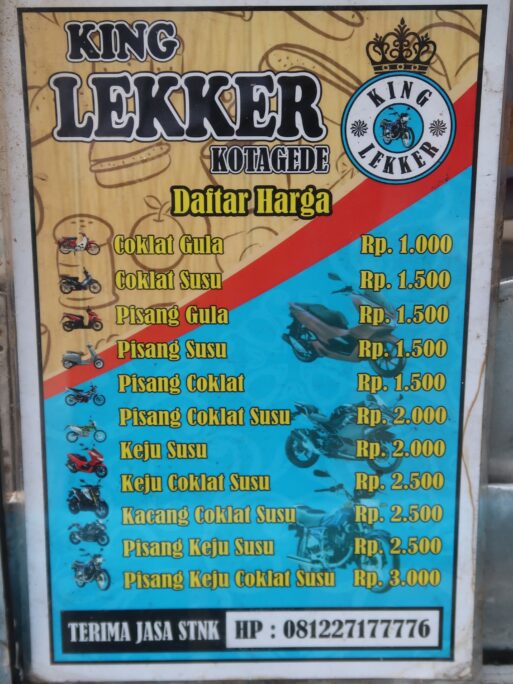 KING
LEKKER
KOTAGEDE
KING
LEKKER
Daftar Harga
Coklat Gula Rp. 1.000
Coklat Susu Rp. 1.500
Pisang Gula Rp. 1.500
Pisang Susu Rp. 1.500
Pisang Coklat Rp. 1.500
Pisang Coklat Susu Rp. 2.000
Keju Susu Rp. 2.000
Keju Coklat Susu Rp. 2.500
Kacang Coklat Susu Rp. 2.500
Pisang Keju Susu Rp. 2.500
Pisang Keju Coklat Susu Rp. 3.000
TERIMA JASA STNK HP : 081227177776